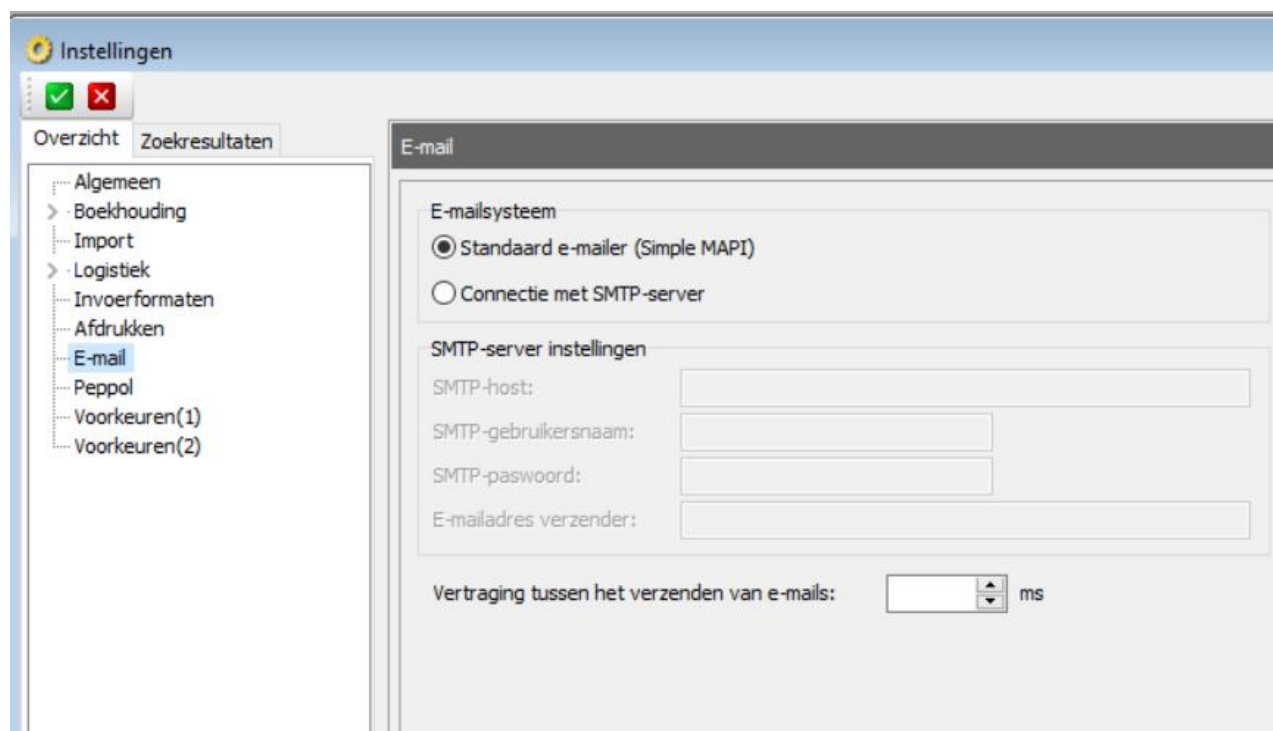 Instellingen
Overzicht
Zoekresultaten
Algemeen
Boekhouding
Import
Logistiek
Invoerformaten
Afdrukken
E-mail
Peppol
Voorkeuren(1)
Voorkeuren(2)
E-mail
E-mailsysteem
Standaard e-mailer (Simple MAPI)
Connectie met SMTP-server
SMTP-server instellingen
SMTP-host:
SMTP-gebruikersnaam:
SMTP-paswoord:
E-mailadres verzender:
Vertraging tussen het verzenden van e-mails: ms